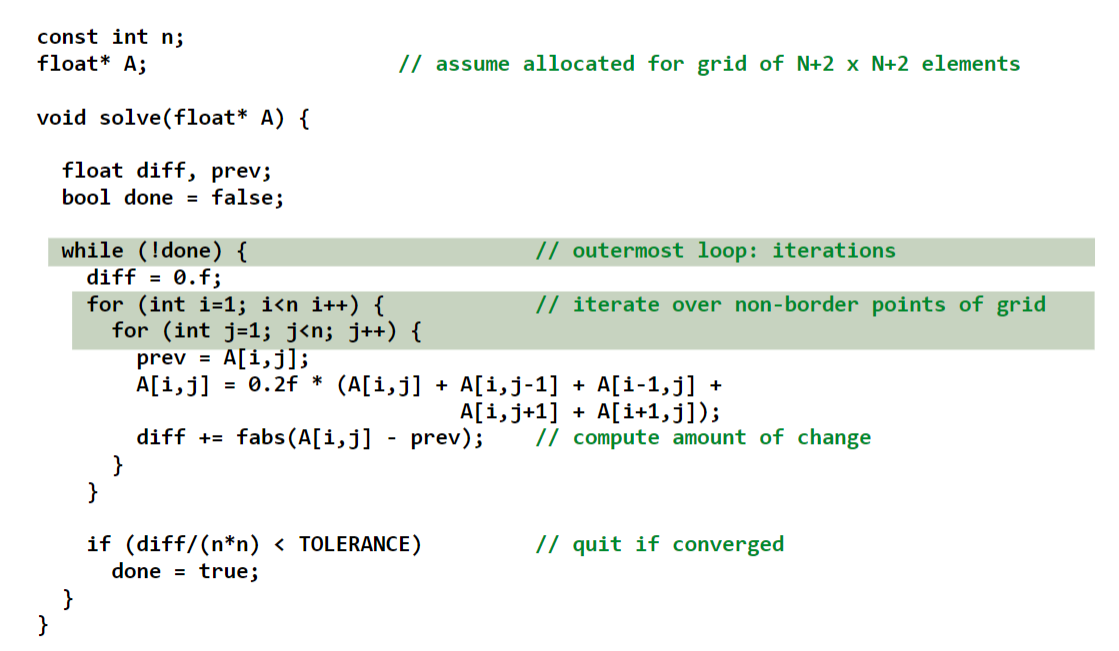 const int n;
float* A; // assume allocated for grid of N+2 x N+2 elements
void solve(float* A) {
float diff, prev;
bool done = false;
while (!done) { // outermost loop: iterations
diff = 0.f;
for (int i=1; i<n i++) { // iterate over non-border points of grid
for (int j=1; j<n; j++) {
prev = A[i,j];
A[i,j] = 0.2f * (A[i,j] + A[i,j-1] + A[i-1,j] +
A[i,j+1] + A[i+1,j]);
diff += fabs(A[i,j] - prev); // compute amount of change
}
}
if (diff/(n*n) < TOLERANCE) // quit if converged
done = true;
}
}